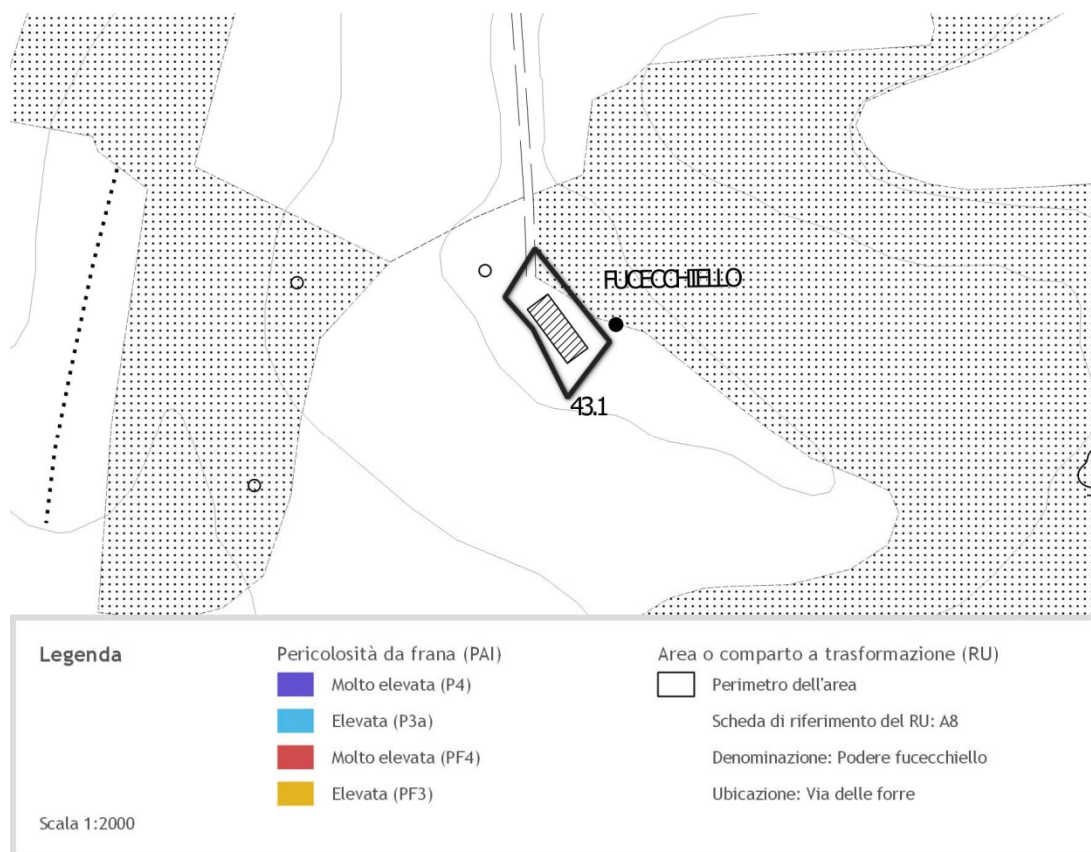 FUCECCHIELLO
43.1
Legenda
Pericolosità da frana (PAI)
Molto elevata (P4)
Elevata (P3a)
Molto elevata (PF4)
Elevata (PF3)
Area o comparto a trasformazione (RU)
Perimetro dell'area
Scheda di riferimento del RU: A8
Denominazione: Podere fucecchiello
Ubicazione: Via delle forre
Scala 1:2000